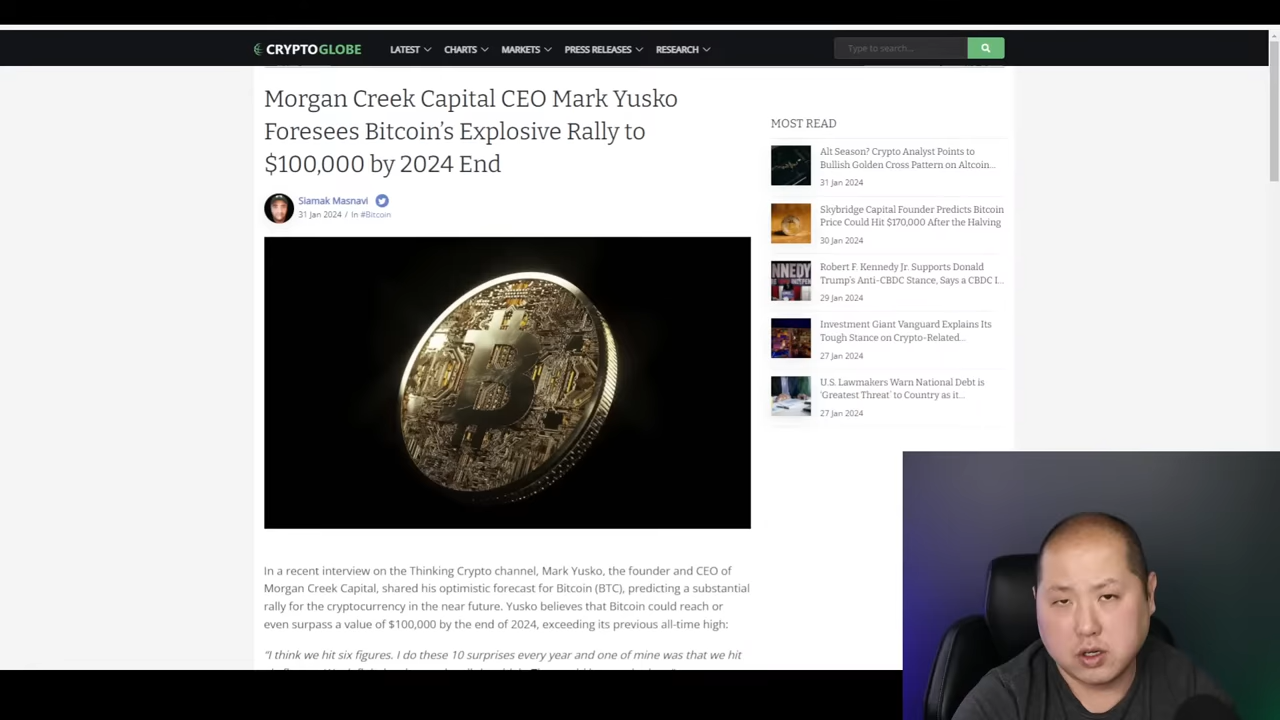 CRYPTOGLOBE
LATEST
CHARTS
MARKETS
PRESS RELEASES
RESEARCH
Type to search...
Morgan Creek Capital CEO Mark Yusko
Foresees Bitcoin's Explosive Rally to
$100,000 by 2024 End
Siamak Masnavi
31 Jan 2024 / In #Bitcoin
In a recent interview on the Thinking Crypto channel, Mark Yusko, the founder and CEO of
Morgan Creek Capital, shared his optimistic forecast for Bitcoin (BTC), predicting a substantial
rally for the cryptocurrency in the near future. Yusko believes that Bitcoin could reach or
even surpass a value of $100,000 by the end of 2024, exceeding its previous all-time high:
"I think we hit six figures. I do these 10 surprises every year and one of mine was that we hit
MOST READ
Alt Season? Crypto Analyst Points to
Bullish Golden Cross Pattern on Altcoin...
31 Jan 2024
Skybridge Capital Founder Predicts Bitcoin
Price Could Hit $170,000 After the Halving
30 Jan 2024
NNEDY
Robert F. Kennedy Jr. Supports Donald
Trump's Anti-CBDC Stance, Says a CBDC I...
29 Jan 2024
Investment Giant Vanguard Explains Its
Tough Stance on Crypto-Related...
27 Jan 2024
U.S. Lawmakers Warn National Debt is
'Greatest Threat' to Country as it...
27 Jan 2024